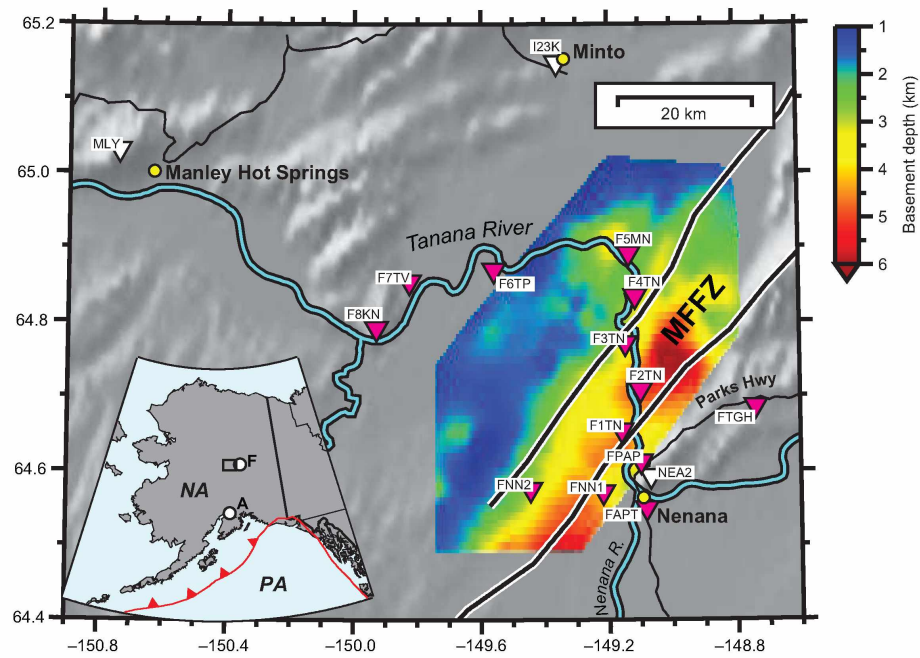 65.2
65.0
64.8
64.6
64.4
−150.8
−150.4
−150.0
−149.6
−149.2
−148.8
I23K
Minto
20 km
MLY
Manley Hot Springs
Tanana River
F5MN
F7TV
F6TP
F4TN
F8KN
F3TN
MFFZ
F2TN
Parks Hwy
FTGH
F1TN
FPAP
NEA2
FNN2
FNN1
FAPT
Nenana
Nenana R.
F
NA
A
PA
1
2
3
4
5
6
Basement depth (km)